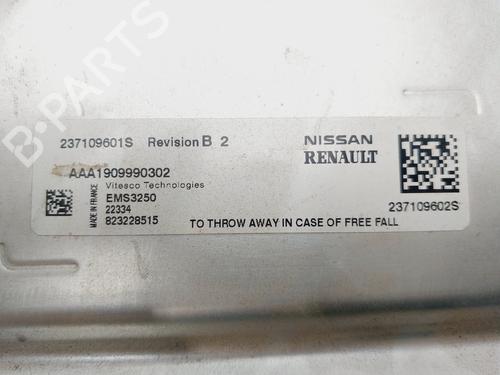 B-PARTS
237109601S Revision B 2
NISSAN
RENAULT
AAA1909990302
Vitesco Technologies
MADE IN FRANCE
EMS3250
22334
823228515
TO THROW AWAY IN CASE OF FREE FALL
237109602S